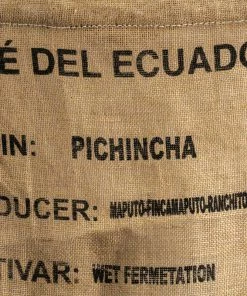 É DEL ECUADO
IN: PICHINCHA
DUCER: MAPUTO-FINCAMAPUTO-RANCHITO
TIVAR: WET FERMETATION